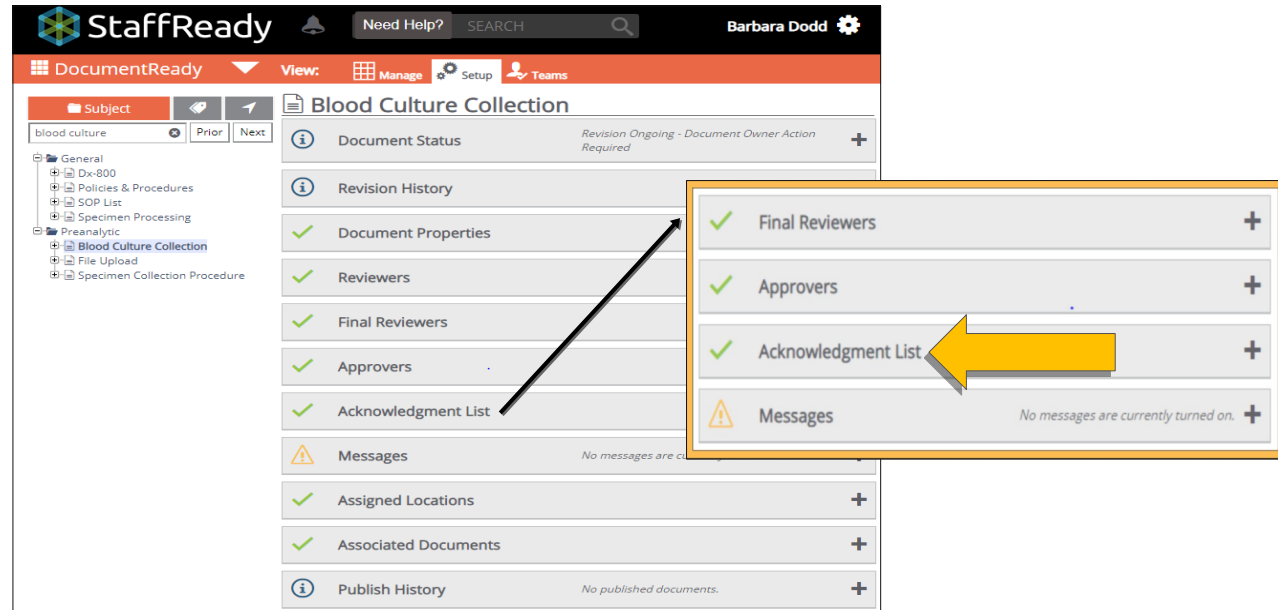 StaffReady
Need Help?
SEARCH
Barbara Dodd
DocumentReady
View:
Manage
Setup
Teams
Subject
blood culture
Prior
Next
General
Dx-800
Policies & Procedures
SOP List
Specimen Processing
Preanalytic
Blood Culture Collection
File Upload
Specimen Collection Procedure
Blood Culture Collection
Document Status
Revision Ongoing - Document Owner Action
Required
Revision History
Document Properties
Reviewers
Final Reviewers
Approvers
Acknowledgment List
Messages
No messages are
Assigned Locations
Associated Documents
Publish History
No published documents.
Final Reviewers
Approvers
Acknowledgment List
Messages
No messages are currently turned on.